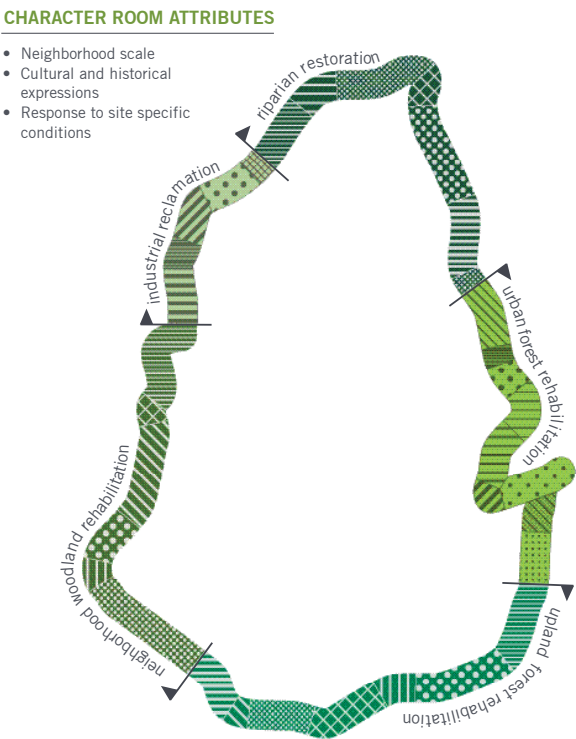 CHARACTER ROOM ATTRIBUTES
• Neighborhood scale
• Cultural and historical
expressions
• Response to site specific
conditions
riparian restoration
industrial reclamation
urban forest rehabilitation
neighborhood woodland rehabilitation
upland forest rehabilitation